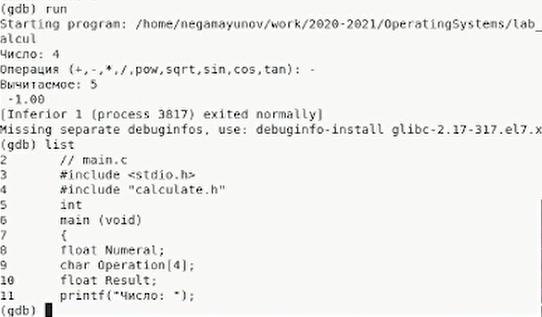 (gdb) run
Starting program: /home/negamayunov/work/2020-2021/OperatingSystems/lab_
alcul
Число: 4
Операция (+,-,*,/,pow,sqrt,sin,cos,tan): -
Вычитаемое: 5
 -1.00
[Inferior 1 (process 3817) exited normally]
Missing separate debuginfos, use: debuginfo-install glibc-2.17-317.el7.x
(gdb) list
2       // main.c
3       #include <stdio.h>
4       #include "calculate.h"
5       int
6       main (void)
7       {
8       float Numeral;
9       char Operation[4];
10      float Result;
11      printf("Число: ");
(gdb)